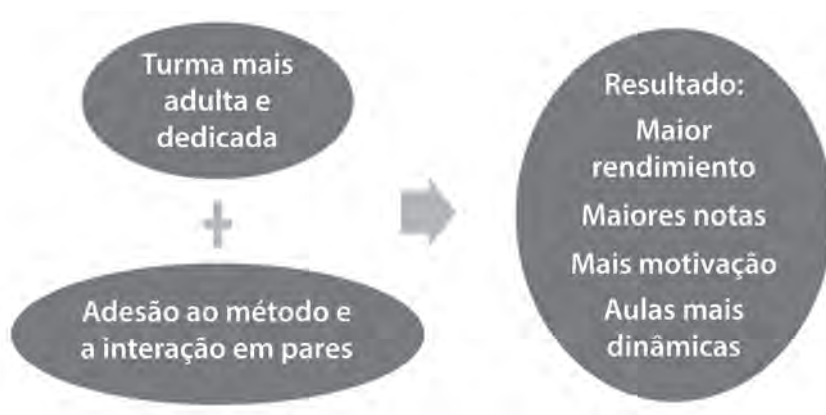 Turma mais
adulta e
dedicada
+
Adesão ao método e
a interação em pares
Resultado:
Maior
rendimiento
Maiores notas
Mais motivação
Aulas mais
dinâmicas